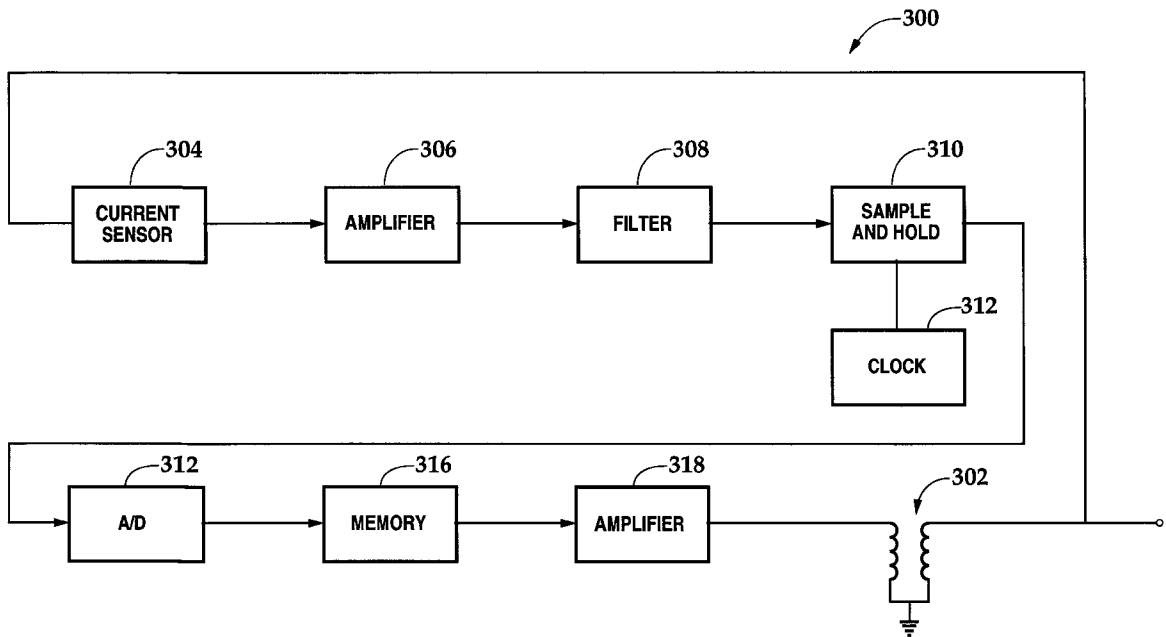 300
304
306
308
310
CURRENT
SENSOR
AMPLIFIER
FILTER
SAMPLE
AND HOLD
312
CLOCK
312
316
318
302
A/D
MEMORY
AMPLIFIER